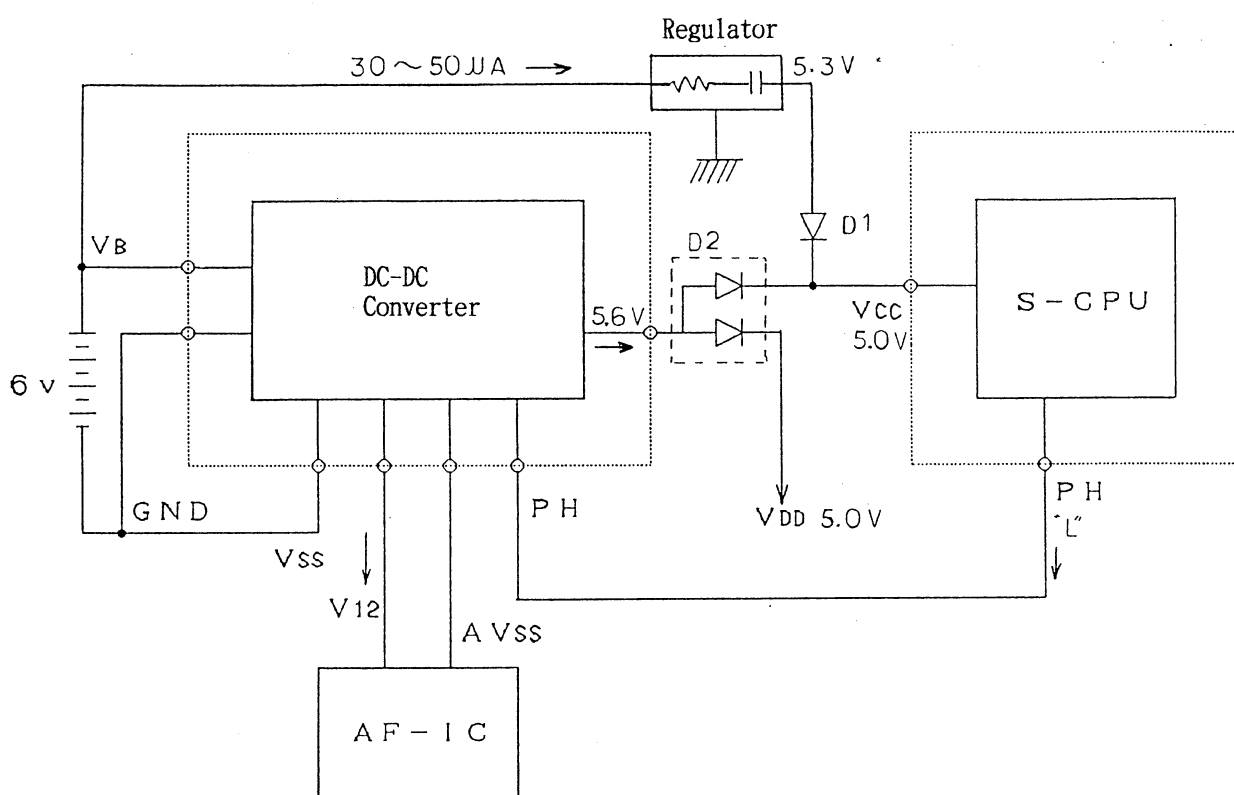 Regulator
30~50μA →
5.3V
D1
D2
VB
DC-DC
Converter
5.6V
VCC
5.0V
S-CPU
6v
GND
VSS
PH
VDD 5.0V
PH
"L"
V12
AVSS
AF-IC